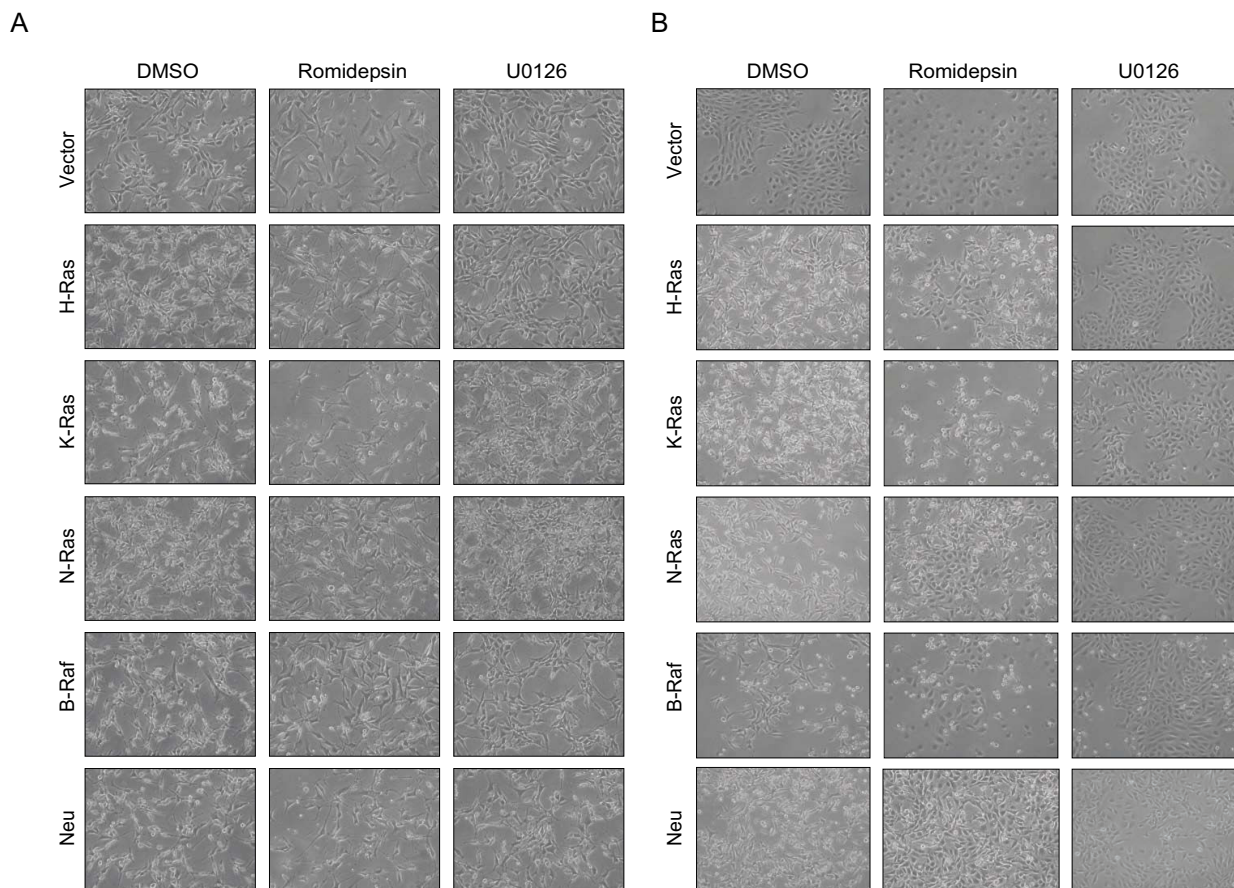 A
B
DMSO Romidepsin U0126
DMSO Romidepsin U0126
Vector
H-Ras
K-Ras
N-Ras
B-Raf
Neu
Vector
H-Ras
K-Ras
N-Ras
B-Raf
Neu